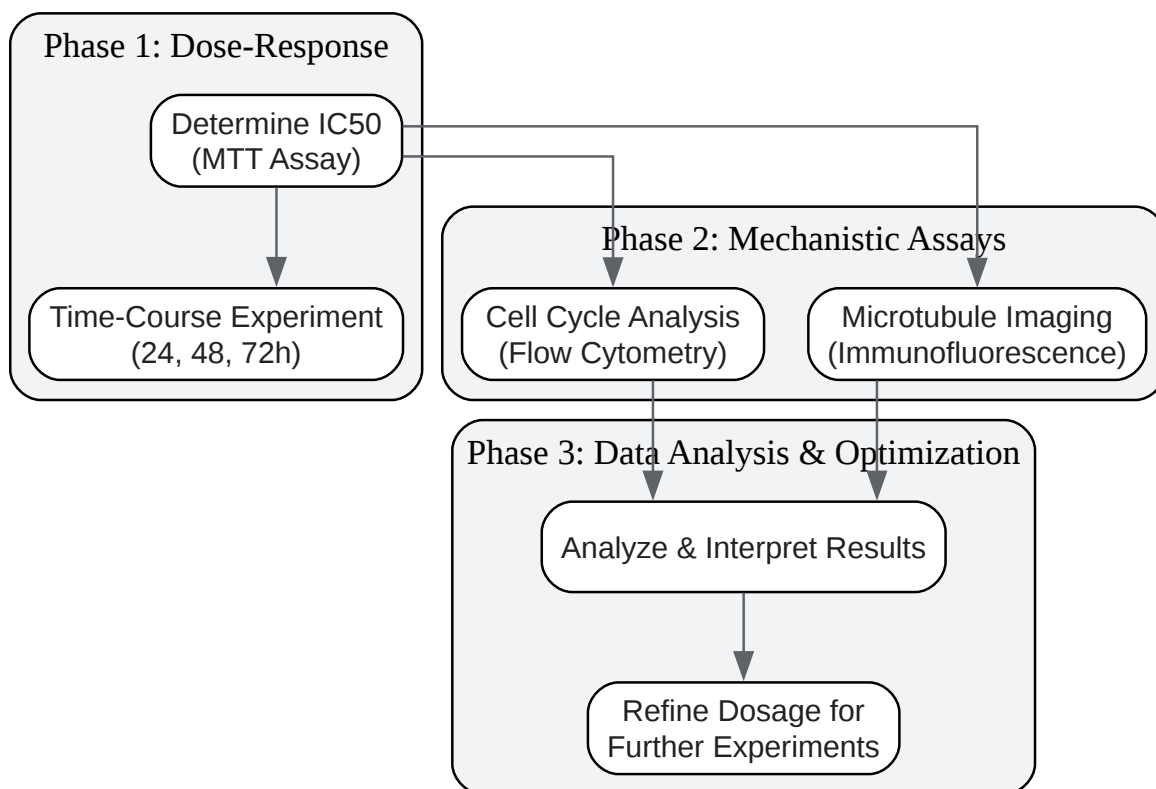 Phase 1: Dose-Response
Determine IC50
(MTT Assay)
Time-Course Experiment
(24, 48, 72h)
Phase 2: Mechanistic Assays
Cell Cycle Analysis
(Flow Cytometry)
Microtubule Imaging
(Immunofluorescence)
Phase 3: Data Analysis & Optimization
Analyze & Interpret Results
Refine Dosage for
Further Experiments